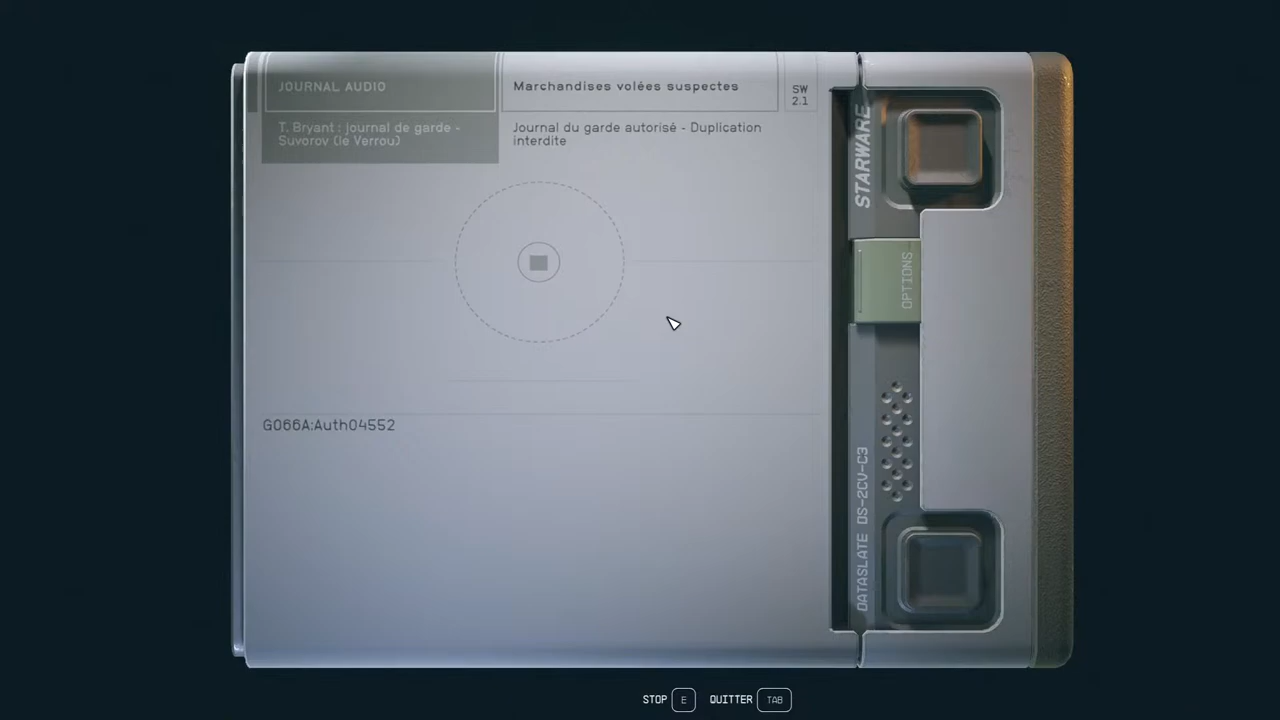 JOURNAL AUDIO
Marchandises volées suspectes
SW
2.1
T. Bryant : journal de garde -
Suvorov (le Verrou)
Journal du garde autorisé - Duplication
interdite
G066A:Auth04552
STARWARE
OPTIONS
DATASLATE DS-2CV-C3
STOP E QUITTER TAB